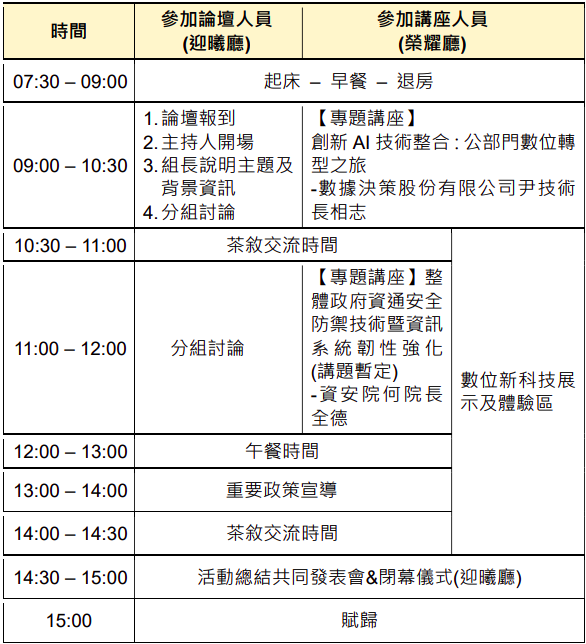 時間
參加論壇人員
(迎曦廳)
參加講座人員
(榮耀廳)
07:30 – 09:00
起床 – 早餐 – 退房
09:00 – 10:30
1. 論壇報到
2. 主持人開場
3. 組長說明主題及
背景資訊
4. 分組討論
【專題講座】
創新 AI 技術整合 : 公部門數位轉
型之旅
-數據決策股份有限公司尹技術
長相志
10:30 – 11:00
茶敘交流時間
數位新科技展
示及體驗區
11:00 – 12:00
分組討論
【專題講座】整
體政府資通安全
防禦技術暨資訊
系統韌性強化
(講題暫定)
-資安院何院長
全德
12:00 – 13:00
午餐時間
13:00 – 14:00
重要政策宣導
14:00 – 14:30
茶敘交流時間
14:30 – 15:00
活動總結共同發表會&閉幕儀式(迎曦廳)
15:00
賦歸